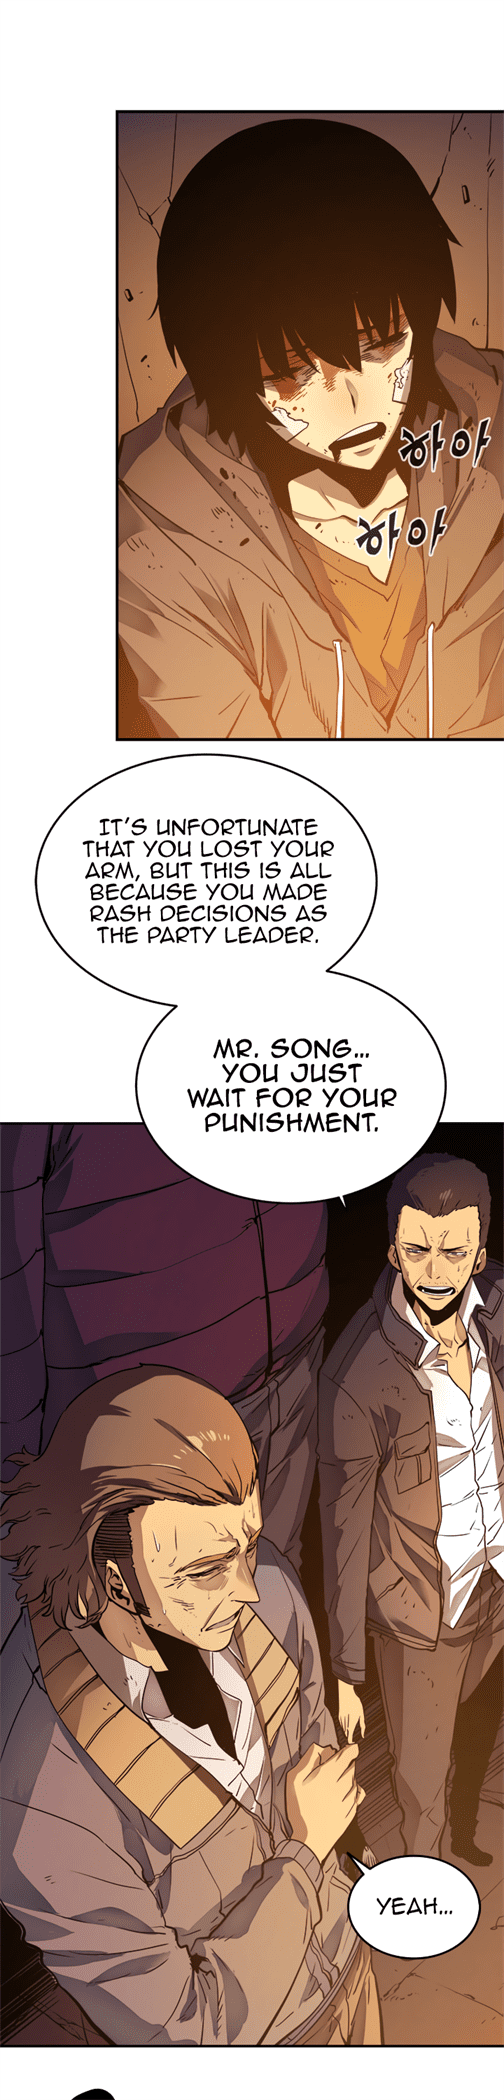 하아
하아
IT'S UNFORTUNATE
THAT YOU LOST YOUR
ARM, BUT THIS IS ALL
BECAUSE YOU MADE
RASH DECISIONS AS
THE PARTY LEADER.
MR. SONG...
YOU JUST
WAIT FOR YOUR
PUNISHMENT.
YEAH...